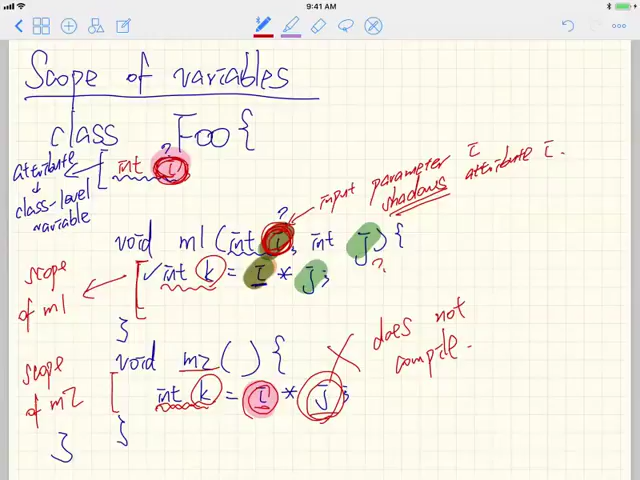 9:41 AM
Scope of variables
class Foo {
attribute
class-level
variable
int i
?
input parameter i
shadows attribute i.
?
void m1 ( int i, int j ) {
?
scope
of m1
✓ int k = i * j ;
}
void m2 ( ) {
does not
compile.
scope
of m2
int k = i * j ;
}
}